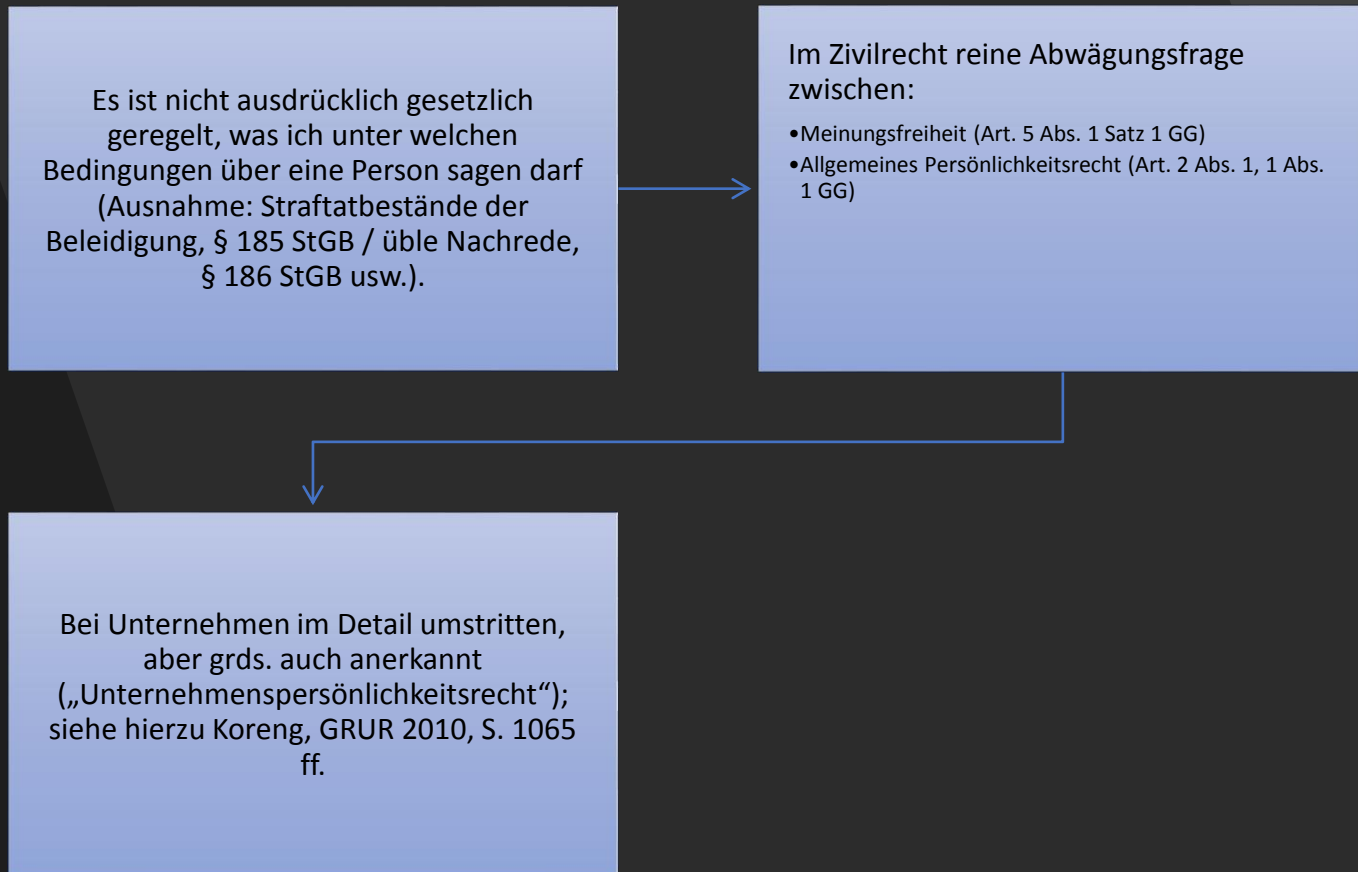 Es ist nicht ausdrücklich gesetzlich
geregelt, was ich unter welchen
Bedingungen über eine Person sagen darf
(Ausnahme: Straftatbestände der
Beleidigung, § 185 StGB / üble Nachrede,
§ 186 StGB usw.).
Im Zivilrecht reine Abwägungsfrage
zwischen:
•Meinungsfreiheit (Art. 5 Abs. 1 Satz 1 GG)
•Allgemeines Persönlichkeitsrecht (Art. 2 Abs. 1, 1 Abs.
1 GG)
Bei Unternehmen im Detail umstritten,
aber grds. auch anerkannt
(„Unternehmenspersönlichkeitsrecht“);
siehe hierzu Koreng, GRUR 2010, S. 1065
ff.